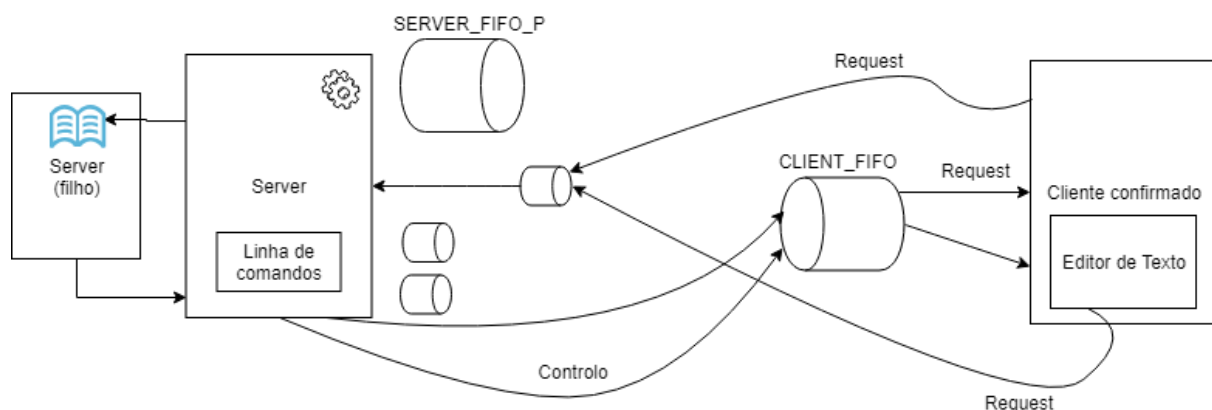 SERVER_FIFO_P
Request
Server
(filho)
Server
CLIENT_FIFO
Request
Cliente confirmado
Linha de
comandos
Editor de Texto
Controlo
Request